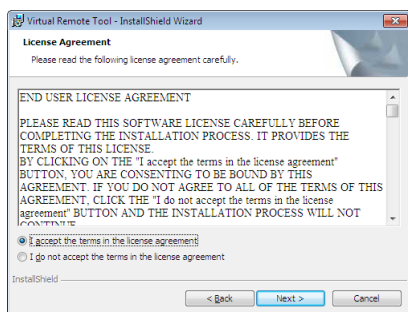 Virtual Remote Tool - InstallShield Wizard
License Agreement
Please read the following license agreement carefully.
END USER LICENSE AGREEMENT
PLEASE READ THIS SOFTWARE LICENSE CAREFULLY BEFORE
COMPLETING THE INSTALLATION PROCESS. IT PROVIDES THE
TERMS OF THIS LICENSE.
BY CLICKING ON THE "I accept the terms in the license agreement"
BUTTON, YOU ARE CONSENTING TO BE BOUND BY THIS
AGREEMENT. IF YOU DO NOT AGREE TO ALL OF THE TERMS OF THIS
AGREEMENT, CLICK THE "I do not accept the terms in the license
agreement" BUTTON AND THE INSTALLATION PROCESS WILL NOT
CONTINUE
I accept the terms in the license agreement
I do not accept the terms in the license agreement
InstallShield
< Back Next > Cancel